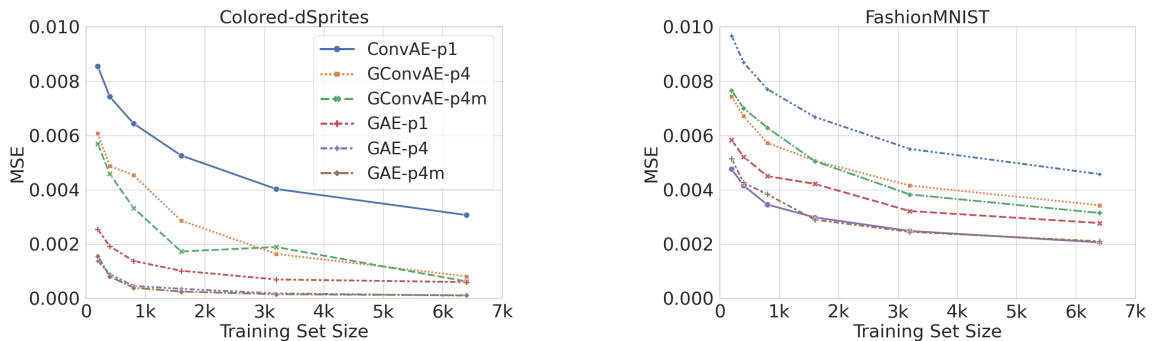 Colored-dSprites
MSE
0.010
0.008
0.006
0.004
0.002
0.000
ConvAE-p1
GConvAE-p4
GConvAE-p4m
GAE-p1
GAE-p4
GAE-p4m
0 1k 2k 3k 4k 5k 6k 7k
Training Set Size
FashionMNIST
MSE
0.010
0.008
0.006
0.004
0.002
0.000
0 1k 2k 3k 4k 5k 6k 7k
Training Set Size